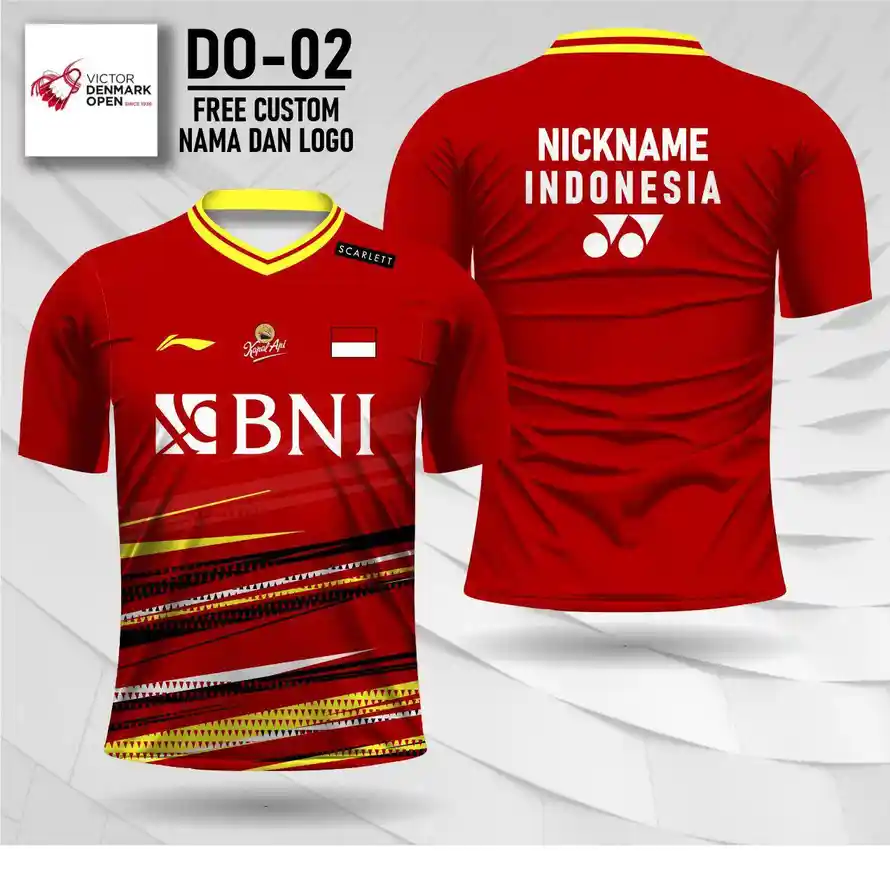 VICTOR
DENMARK
OPEN SINCE 1935
DO-02
FREE CUSTOM
NAMA DAN LOGO
NICKNAME
INDONESIA
SCARLETT
Kapal Api
BNI